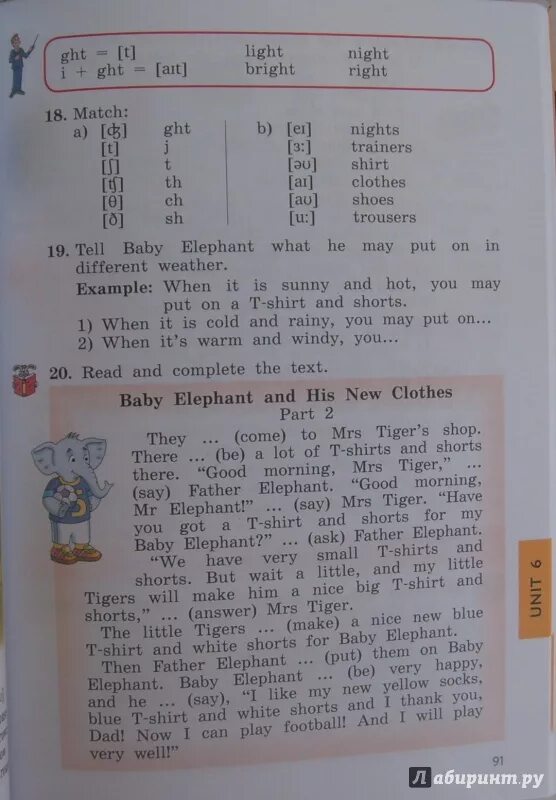 ght = [t] light night
i + ght = [aɪt] bright right
18. Match:
a) [ʤ] ght b) [eɪ] nights
[t] j [ɜ:] trainers
[ʃ] t [əʊ] shirt
[ʧ] th [aɪ] clothes
[θ] ch [aʊ] shoes
[ð] sh [u:] trousers
19. Tell Baby Elephant what he may put on in
different weather.
Example: When it is sunny and hot, you may
put on a T-shirt and shorts.
1) When it is cold and rainy, you may put on...
2) When it's warm and windy, you...
20. Read and complete the text.
Baby Elephant and His New Clothes
Part 2
They ... (come) to Mrs Tiger's shop.
There ... (be) a lot of T-shirts and shorts
there. “Good morning, Mrs Tiger,” ...
(say) Father Elephant. “Good morning,
Mr Elephant!” ... (say) Mrs Tiger. “Have
you got a T-shirt and shorts for my
Baby Elephant?” ... (ask) Father Elephant.
“We have very small T-shirts and
shorts. But wait a little, and my little
Tigers will make him a nice big T-shirt and
shorts,” ... (answer) Mrs Tiger.
The little Tigers ... (make) a nice new blue
T-shirt and white shorts for Baby Elephant.
Then Father Elephant ... (put) them on Baby
Elephant. Baby Elephant ... (be) very happy,
and he ... (say), “I like my new yellow socks,
blue T-shirt and white shorts and I thank you,
Dad! Now I can play football! And I will play
very well!”
UNIT 6
91
Лабиринт.ру